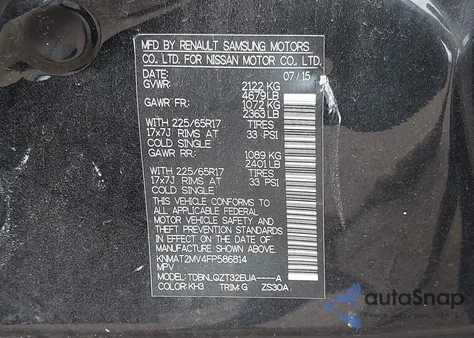 MFD BY RENAULT SAMSUNG MOTORS
CO., LTD. FOR NISSAN MOTOR CO., LTD.
DATE: 07/15
GVWR: 2122 KG
4679 LB
GAWR FR: 1072 KG
2363 LB
WITH 225/65R17 TIRES
17x7J RIMS AT 33 PSI
COLD SINGLE
GAWR RR: 1089 KG
2401 LB
WITH 225/65R17 TIRES
17x7J RIMS AT 33 PSI
COLD SINGLE
THIS VEHICLE CONFORMS TO
ALL APPLICABLE FEDERAL MOTOR
VEHICLE SAFETY AND
THEFT PREVENTION STANDARDS
IN EFFECT ON THE DATE OF
MANUFACTURE SHOWN ABOVE.
KNMAT2MV4FP586814
MPV
MODEL: TDBNLQZT32EUA----A
COLOR: KH3 TRIM: G ZS30A
autoSnap